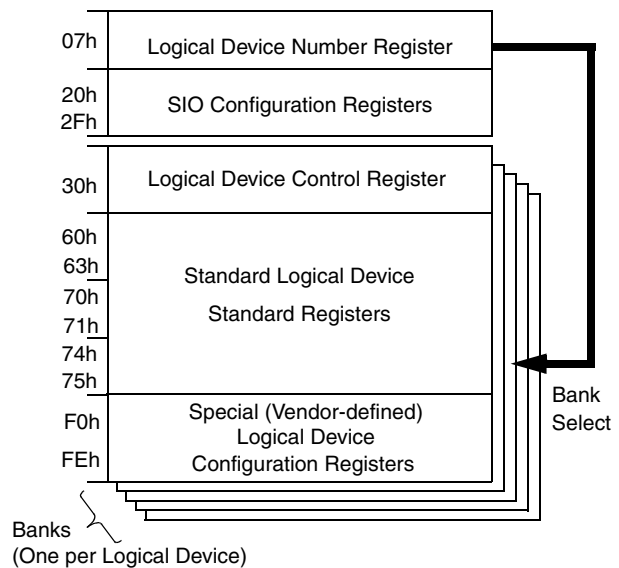 07h
Logical Device Number Register
20h
2Fh
SIO Configuration Registers
30h
Logical Device Control Register
60h
63h
70h
71h
74h
75h
Standard Logical Device
Standard Registers
F0h
FEh
Special (Vendor-defined)
Logical Device
Configuration Registers
Bank
Select
Banks
(One per Logical Device)